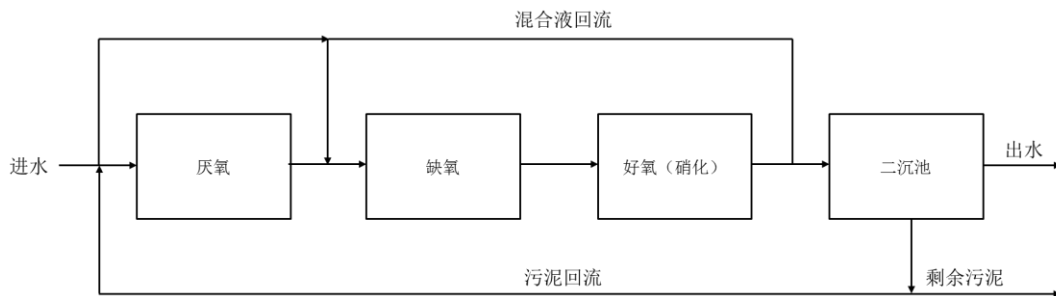 混合液回流
进水
厌氧
缺氧
好氧（硝化）
二沉池
出水
污泥回流
剩余污泥